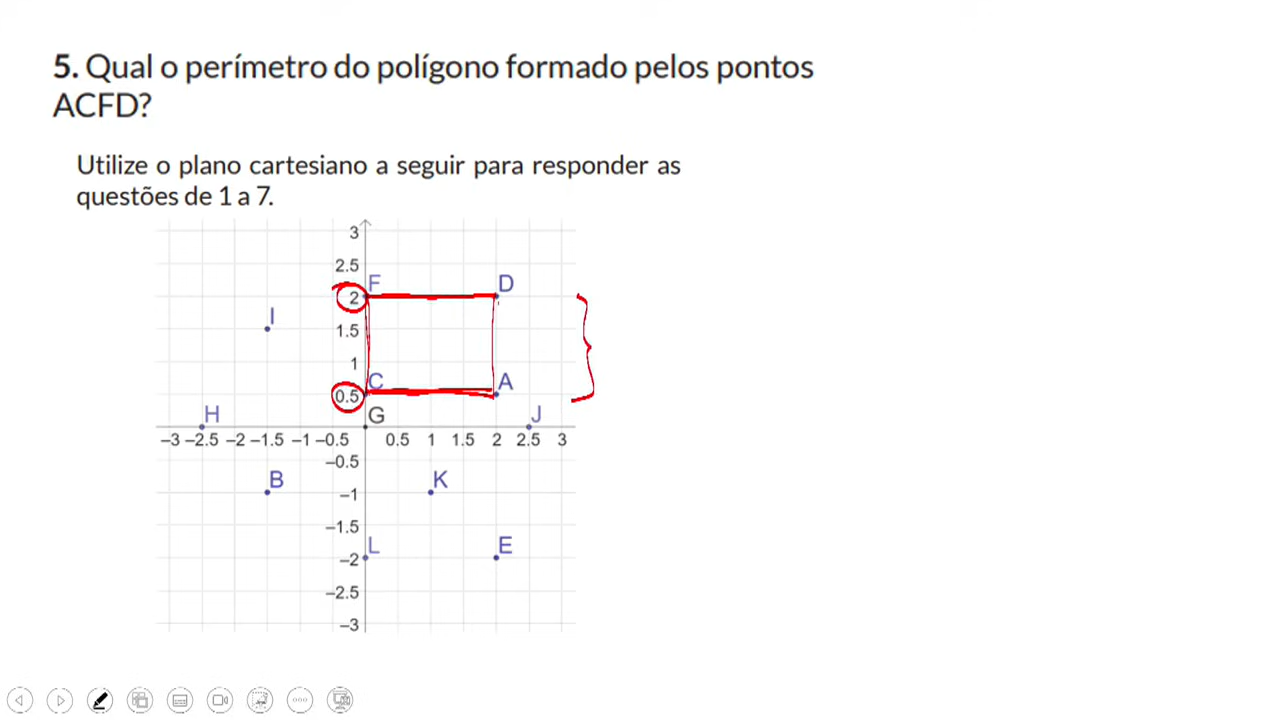 5. Qual o perímetro do polígono formado pelos pontos
ACFD?
Utilize o plano cartesiano a seguir para responder as
questões de 1 a 7.
3
2.5
F D
2
I
1.5
1
C A
0.5
H G J
–3 –2.5 –2 –1.5 –1 –0.5 0.5 1 1.5 2 2.5 3
–0.5
B K
–1
–1.5
L E
–2
–2.5
–3